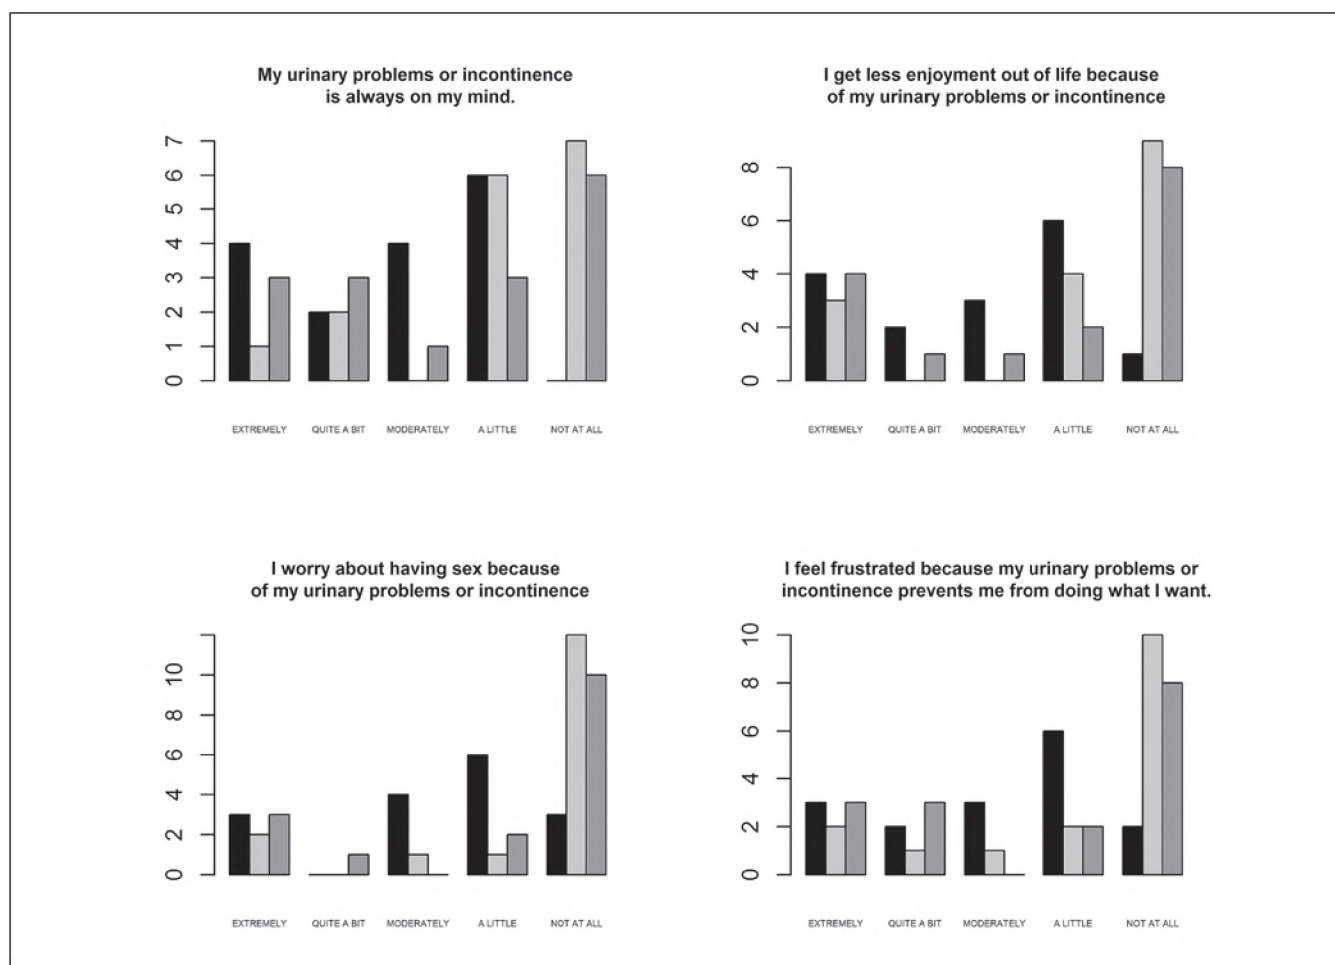 My urinary problems or incontinence
is always on my mind.
7
6
5
4
3
2
1
0
EXTREMELY QUITE A BIT MODERATELY A LITTLE NOT AT ALL
I get less enjoyment out of life because
of my urinary problems or incontinence
8
6
4
2
0
EXTREMELY QUITE A BIT MODERATELY A LITTLE NOT AT ALL
I worry about having sex because
of my urinary problems or incontinence
10
8
6
4
2
0
EXTREMELY QUITE A BIT MODERATELY A LITTLE NOT AT ALL
I feel frustrated because my urinary problems or
incontinence prevents me from doing what I want.
10
8
6
4
2
0
EXTREMELY QUITE A BIT MODERATELY A LITTLE NOT AT ALL